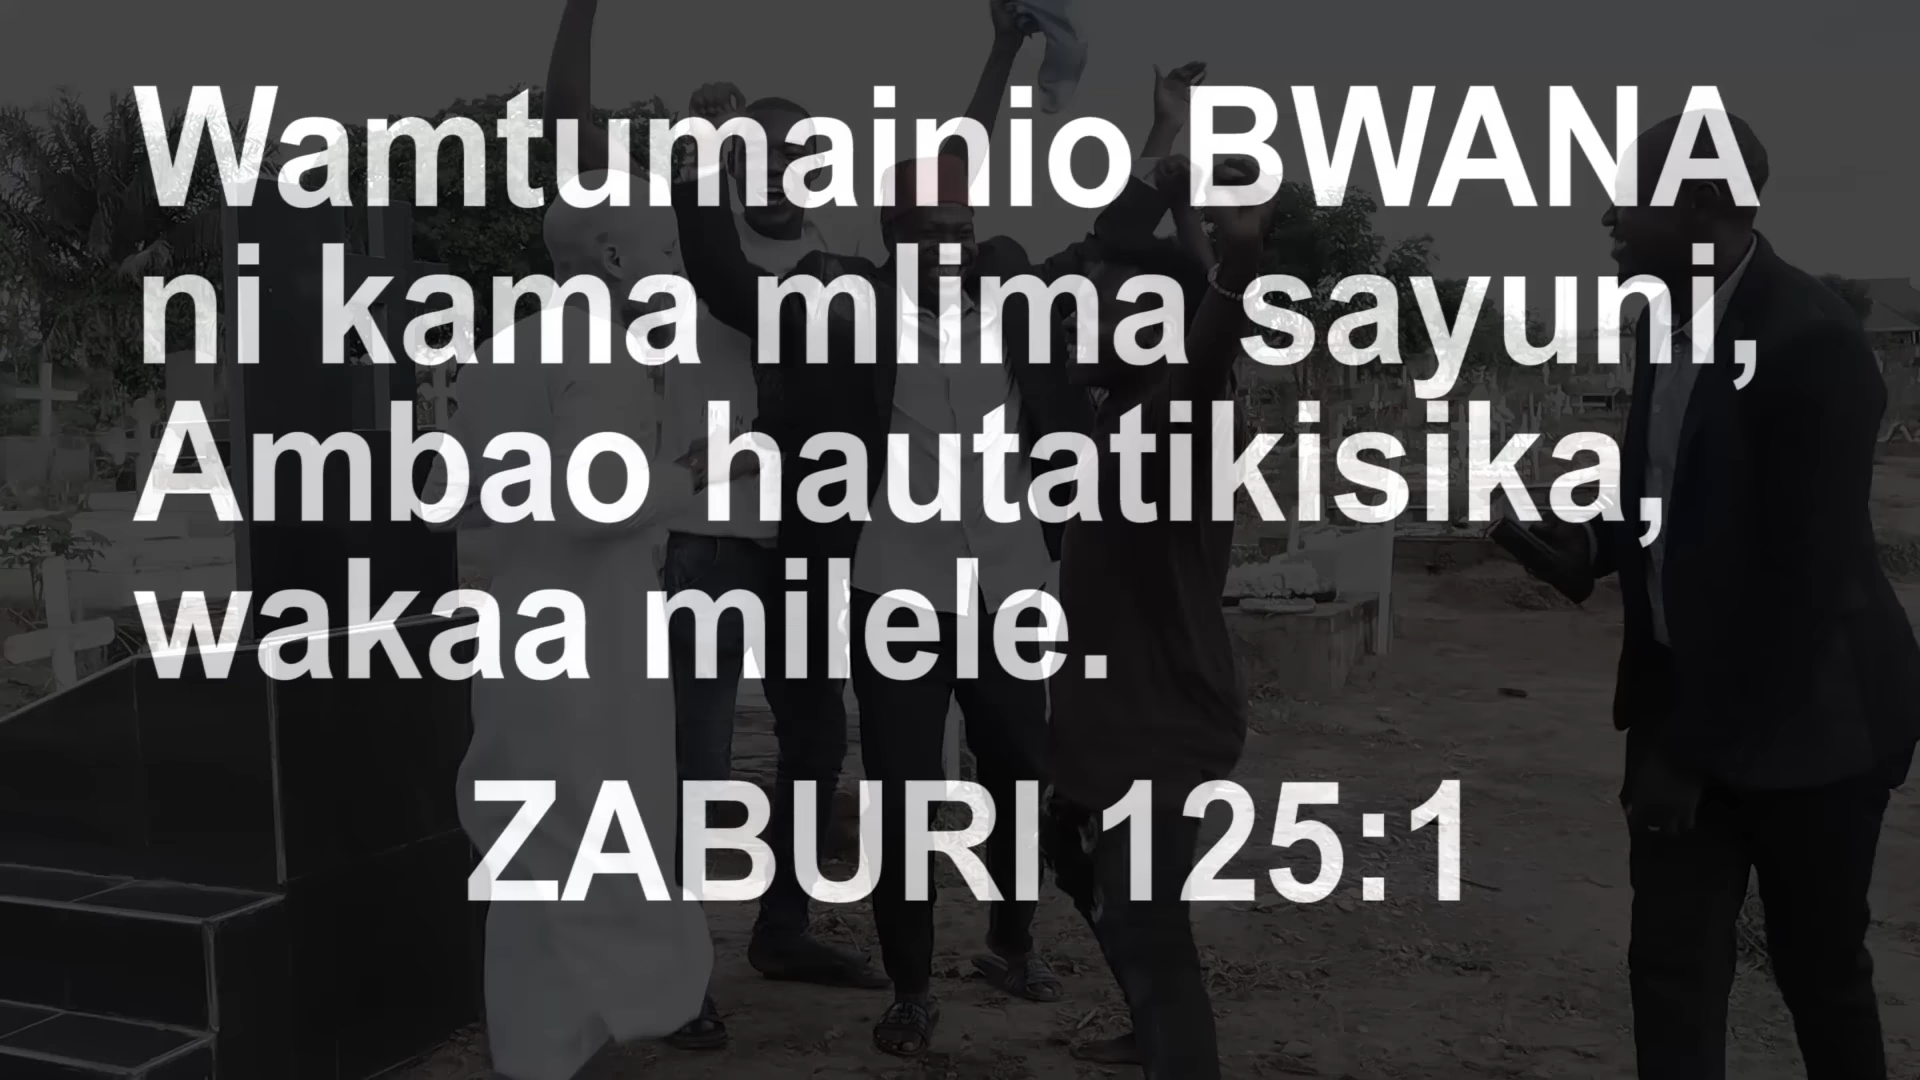 Wamtumainio BWANA
ni kama mlima sayuni,
Ambao hautatikisika,
wakaa milele.
ZABURI 125:1